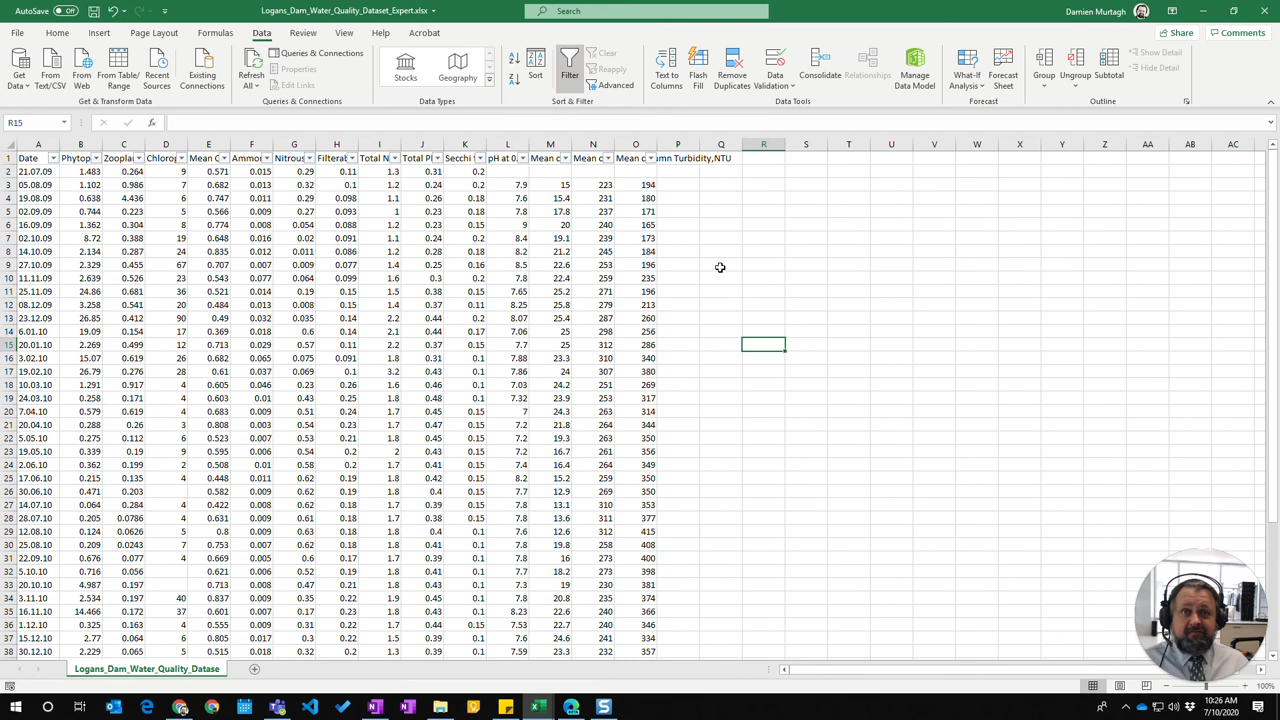 AutoSave Off Logans_Dam_Water_Quality_Dataset_Expert.xlsx Search Damien Murtagh
File Home Insert Page Layout Formulas Data Review View Help Acrobat Share Comments
Get Data From Text/CSV From Web From Table/Range Recent Sources Existing Connections Refresh All Queries & Connections Properties Edit Links Stocks Geography Sort Filter Clear Reapply Advanced Text to Columns Flash Fill Remove Duplicates Data Validation Consolidate Relationships Manage Data Model What-If Analysis Forecast Sheet Group Ungroup Subtotal Show Detail Hide Detail
Get & Transform Data Queries & Connections Data Types Sort & Filter Data Tools Forecast Outline
R15 fx
A B C D E F G H I J K L M N O P Q R S T U V W X Y Z AA AB AC
1 Date Phytop Zooplar Chlorop Mean C Ammor Nitrous Filterab Total N Total Pl Secchi pH at 0. Mean c Mean c Mean c mn Turbidity,NTU
2 21.07.09 1.483 0.264 9 0.571 0.015 0.29 0.11 1.3 0.31 0.2
3 05.08.09 1.102 0.986 7 0.682 0.013 0.32 0.1 1.2 0.24 0.2 7.9 15 223 194
4 19.08.09 0.638 4.436 6 0.747 0.011 0.29 0.098 1.1 0.26 0.18 7.6 15.4 231 180
5 02.09.09 0.744 0.223 5 0.566 0.009 0.27 0.093 1 0.23 0.18 7.8 17.8 237 171
6 16.09.09 1.362 0.304 8 0.774 0.008 0.054 0.088 1.2 0.23 0.15 9 20 240 165
7 02.10.09 8.72 0.388 19 0.648 0.016 0.02 0.091 1.1 0.24 0.2 8.4 19.1 239 173
8 14.10.09 2.134 0.287 24 0.835 0.012 0.011 0.086 1.2 0.28 0.18 8.2 21.2 245 184
9 27.10.09 2.329 0.455 67 0.707 0.007 0.009 0.077 1.4 0.25 0.16 8.5 22.6 253 196
10 11.11.09 2.639 0.526 23 0.543 0.077 0.064 0.099 1.6 0.3 0.2 7.8 22.4 259 235
11 25.11.09 24.86 0.681 36 0.521 0.014 0.19 0.15 1.5 0.38 0.15 7.65 25.2 271 196
12 08.12.09 3.258 0.541 20 0.484 0.013 0.008 0.15 1.4 0.37 0.11 8.25 25.8 279 213
13 23.12.09 26.85 0.412 90 0.49 0.032 0.035 0.14 2.2 0.44 0.2 8.07 25.4 287 260
14 6.01.10 19.09 0.154 17 0.369 0.018 0.6 0.14 2.1 0.44 0.17 7.06 25 298 256
15 20.01.10 2.269 0.499 12 0.713 0.029 0.57 0.11 2.2 0.37 0.15 7.7 25 312 286
16 3.02.10 15.07 0.619 26 0.682 0.065 0.075 0.091 1.8 0.31 0.1 7.88 23.3 310 340
17 19.02.10 26.79 0.276 28 0.61 0.037 0.069 0.1 3.2 0.43 0.1 7.86 24 307 380
18 10.03.10 1.291 0.917 4 0.605 0.046 0.23 0.26 1.6 0.46 0.1 7.03 24.2 251 269
19 24.03.10 0.258 0.171 4 0.603 0.01 0.43 0.25 1.8 0.48 0.1 7.32 23.9 253 317
20 7.04.10 0.579 0.619 4 0.683 0.009 0.51 0.24 1.7 0.45 0.15 7 24.3 263 314
21 20.04.10 0.288 0.26 3 0.808 0.003 0.54 0.23 1.7 0.47 0.15 7.2 21.8 264 344
22 5.05.10 0.275 0.112 6 0.523 0.007 0.53 0.21 1.8 0.45 0.15 7.2 19.3 263 350
23 19.05.10 0.339 0.19 9 0.595 0.006 0.54 0.2 2 0.43 0.15 7.2 16.7 261 356
24 2.06.10 0.362 0.199 2 0.508 0.01 0.58 0.2 1.7 0.41 0.15 7.4 16.4 264 349
25 17.06.10 0.215 0.135 4 0.448 0.011 0.62 0.19 1.8 0.42 0.15 8.2 15.2 259 350
26 30.06.10 0.471 0.203 0.582 0.009 0.62 0.19 1.8 0.4 0.15 7.7 12.9 269 350
27 14.07.10 0.064 0.284 4 0.422 0.008 0.62 0.18 1.7 0.39 0.15 7.8 13.1 310 353
28 28.07.10 0.205 0.0786 4 0.631 0.009 0.61 0.18 1.7 0.38 0.15 7.8 13.6 311 377
29 12.08.10 0.124 0.0626 5 0.8 0.009 0.63 0.18 1.8 0.4 0.1 7.6 12.6 312 415
30 25.08.10 0.209 0.0243 7 0.753 0.007 0.62 0.18 1.8 0.41 0.1 7.8 19.8 258 408
31 22.09.10 0.676 0.077 4 0.669 0.005 0.6 0.17 1.7 0.39 0.1 7.8 16 273 400
32 5.10.10 0.716 0.056 0.621 0.006 0.52 0.19 1.8 0.41 0.1 7.7 18.2 273 398
33 20.10.10 4.987 0.197 0.713 0.008 0.47 0.21 1.8 0.43 0.1 7.3 19 230 381
34 3.11.10 2.534 0.197 40 0.837 0.009 0.35 0.22 1.9 0.45 0.1 7.8 20.8 235 374
35 16.11.10 14.466 0.172 37 0.601 0.007 0.17 0.23 1.8 0.43 0.1 8.23 22.6 240 366
36 1.12.10 0.325 0.163 4 0.555 0.009 0.31 0.22 1.7 0.44 0.15 7.53 22.7 240 346
37 15.12.10 2.77 0.064 6 0.805 0.017 0.3 0.22 1.5 0.39 0.1 7.6 24.6 241 334
38 30.12.10 2.229 0.065 5 0.515 0.018 0.32 0.2 1.3 0.39 0.1 7.59 23.3 232 357
Logans_Dam_Water_Quality_Datase
100%
10:26 AM
7/10/2020